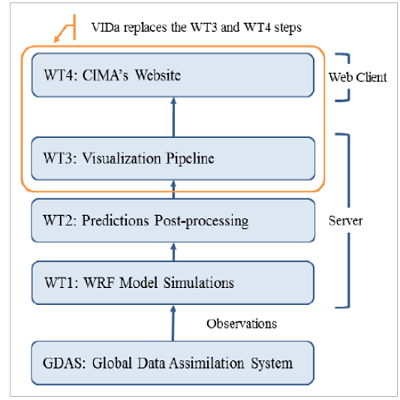 VIDa replaces the WT3 and WT4 steps
WT4: CIMA's Website
Web Client
WT3: Visualization Pipeline
WT2: Predictions Post-processing
Server
WT1: WRF Model Simulations
Observations
GDAS: Global Data Assimilation System